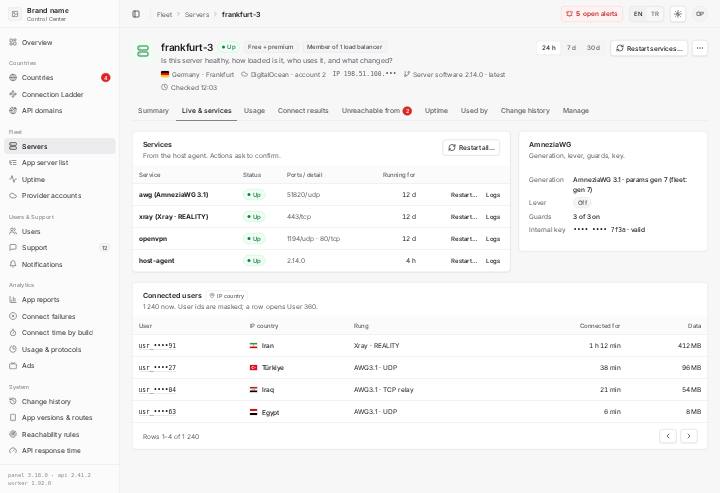 Brand name
Control Center
Fleet > Servers > frankfurt-3
5 open alerts
EN TR
OP
Overview
Countries
Countries 4
Connection Ladder
API domains
Fleet
Servers
App server list
Uptime
Provider accounts
Users & Support
Users
Support 12
Notifications
Analytics
App reports
Connect failures
Connect time by build
Usage & protocols
Ads
System
Change history
App versions & routes
Reachability rules
API response time
panel 3.18.0 · api 2.41.2
worker 1.92.0
frankfurt-3 Up Free + premium Member of 1 load balancer
24 h 7 d 30 d Restart services... ...
Is this server healthy, how loaded is it, who uses it, and what changed?
Germany · Frankfurt DigitalOcean · account 2 IP 198.51.100.••• Server software 2.14.0 · latest
Checked 12:03
Summary Live & services Usage Connect results Unreachable from 2 Uptime Used by Change history Manage
Services
From the host agent. Actions ask to confirm.
Restart all...
Service Status Ports / detail Running for
awg (AmneziaWG 3.1) Up 51820/udp 12 d Restart... Logs
xray (Xray · REALITY) Up 443/tcp 12 d Restart... Logs
openvpn Up 1194/udp · 80/tcp 12 d Restart... Logs
host-agent Up 2.14.0 4 h Restart... Logs
AmneziaWG
Generation, lever, guards, key.
Generation AmneziaWG 3.1 · params gen 7 (fleet:
gen 7)
Lever Off
Guards 3 of 3 on
Internal key •••• •••• 7f3a · valid
Connected users IP country
1 240 now. User ids are masked; a row opens User 360.
User IP country Rung Connected for Data
usr_••••91 Iran Xray · REALITY 1 h 12 min 412 MB
usr_••••27 Türkiye AWG3.1 · UDP 38 min 96 MB
usr_••••84 Iraq AWG3.1 · TCP relay 21 min 54 MB
usr_••••63 Egypt AWG3.1 · UDP 6 min 8 MB
Rows 1–4 of 1 240